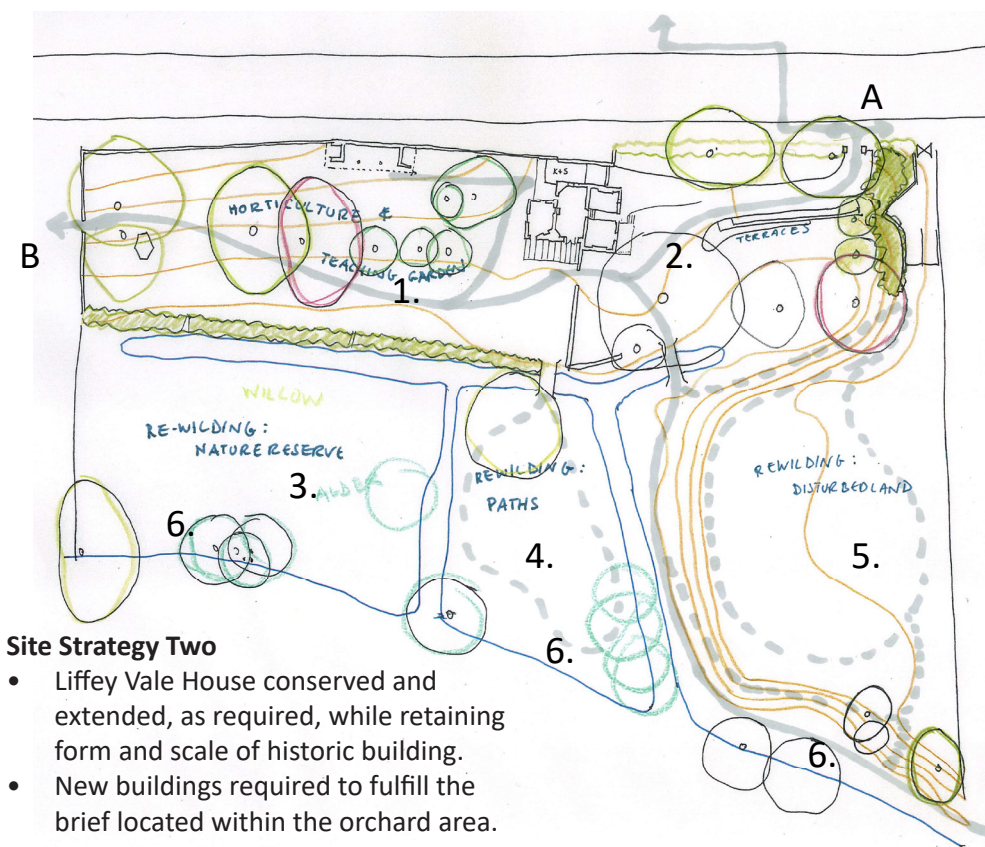 A
K+S
HORTICULTURE &
TEACHING GARDEN
1.
2.
TERRACES
B
WILLOW
RE-WILDING :
NATURE RESERVE
3.
ALDER
REWILDING :
PATHS
4.
REWILDING :
DISTURBED LAND
5.
6.
6.
6.
Site Strategy Two
• Liffey Vale House conserved and
extended, as required, while retaining
form and scale of historic building.
• New buildings required to fulfill the
brief located within the orchard area.